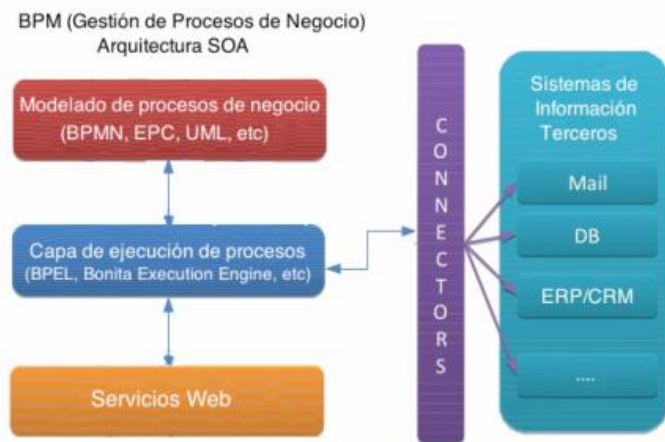 BPM (Gestión de Procesos de Negocio)
Arquitectura SOA
Modelado de procesos de negocio
(BPMN, EPC, UML, etc)
Capa de ejecución de procesos
(BPEL, Bonita Execution Engine, etc)
Servicios Web
CONNECTORS
Sistemas de
Información
Terceros
Mail
DB
ERP/CRM
....